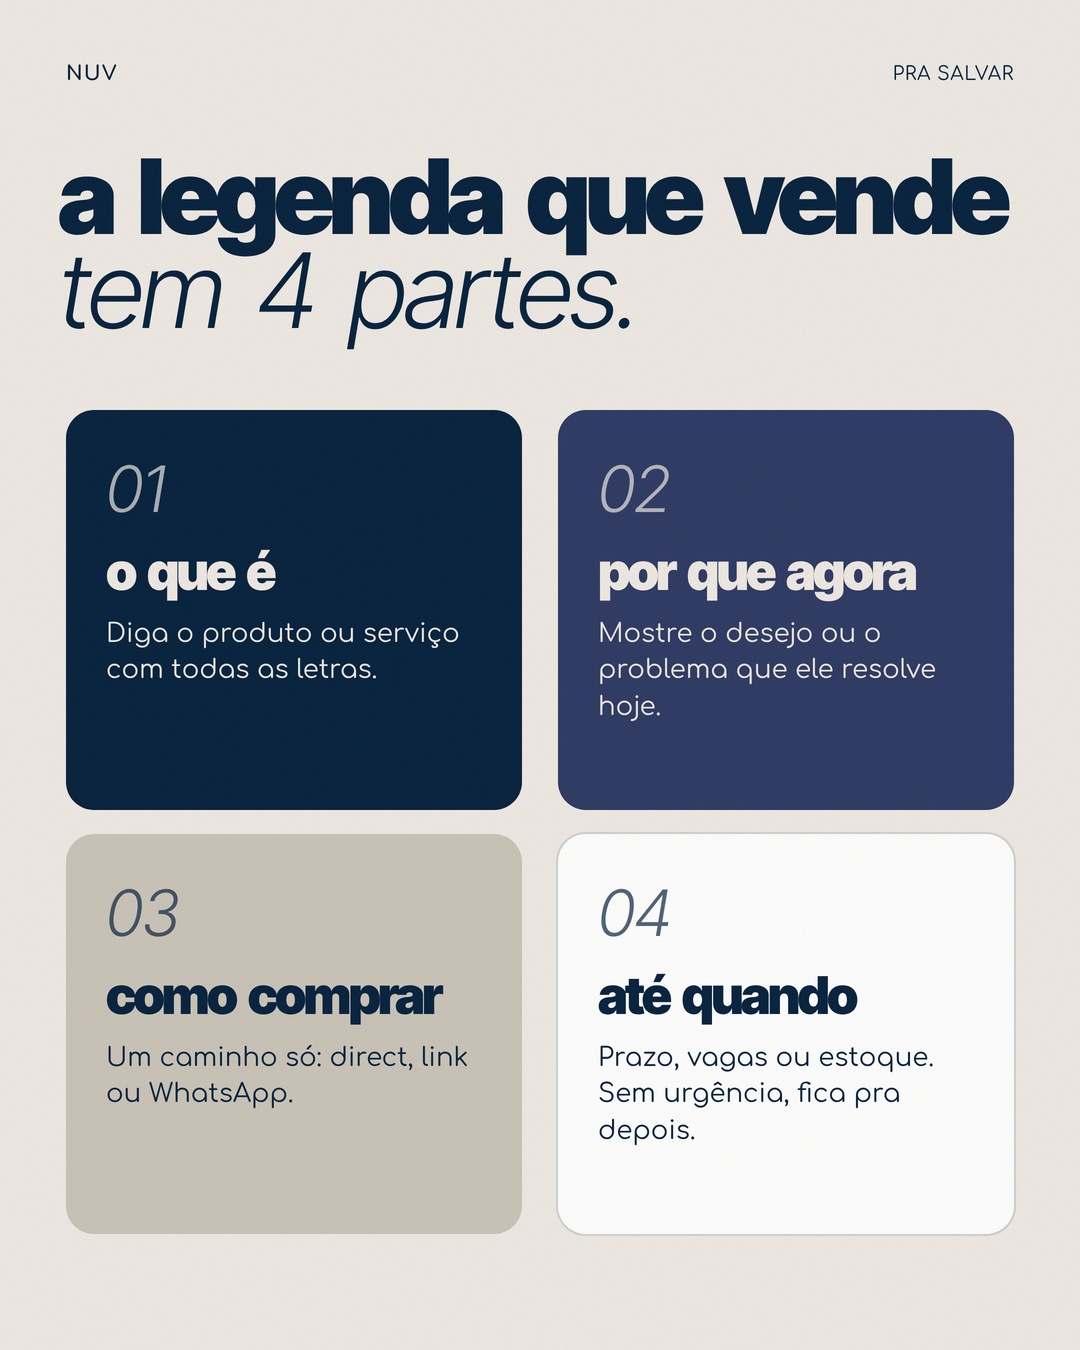 NUV
PRA SALVAR
a legenda que vende
tem 4 partes.
01
o que é
Diga o produto ou serviço
com todas as letras.
02
por que agora
Mostre o desejo ou o
problema que ele resolve
hoje.
03
como comprar
Um caminho só: direct, link
ou WhatsApp.
04
até quando
Prazo, vagas ou estoque.
Sem urgência, fica pra
depois.